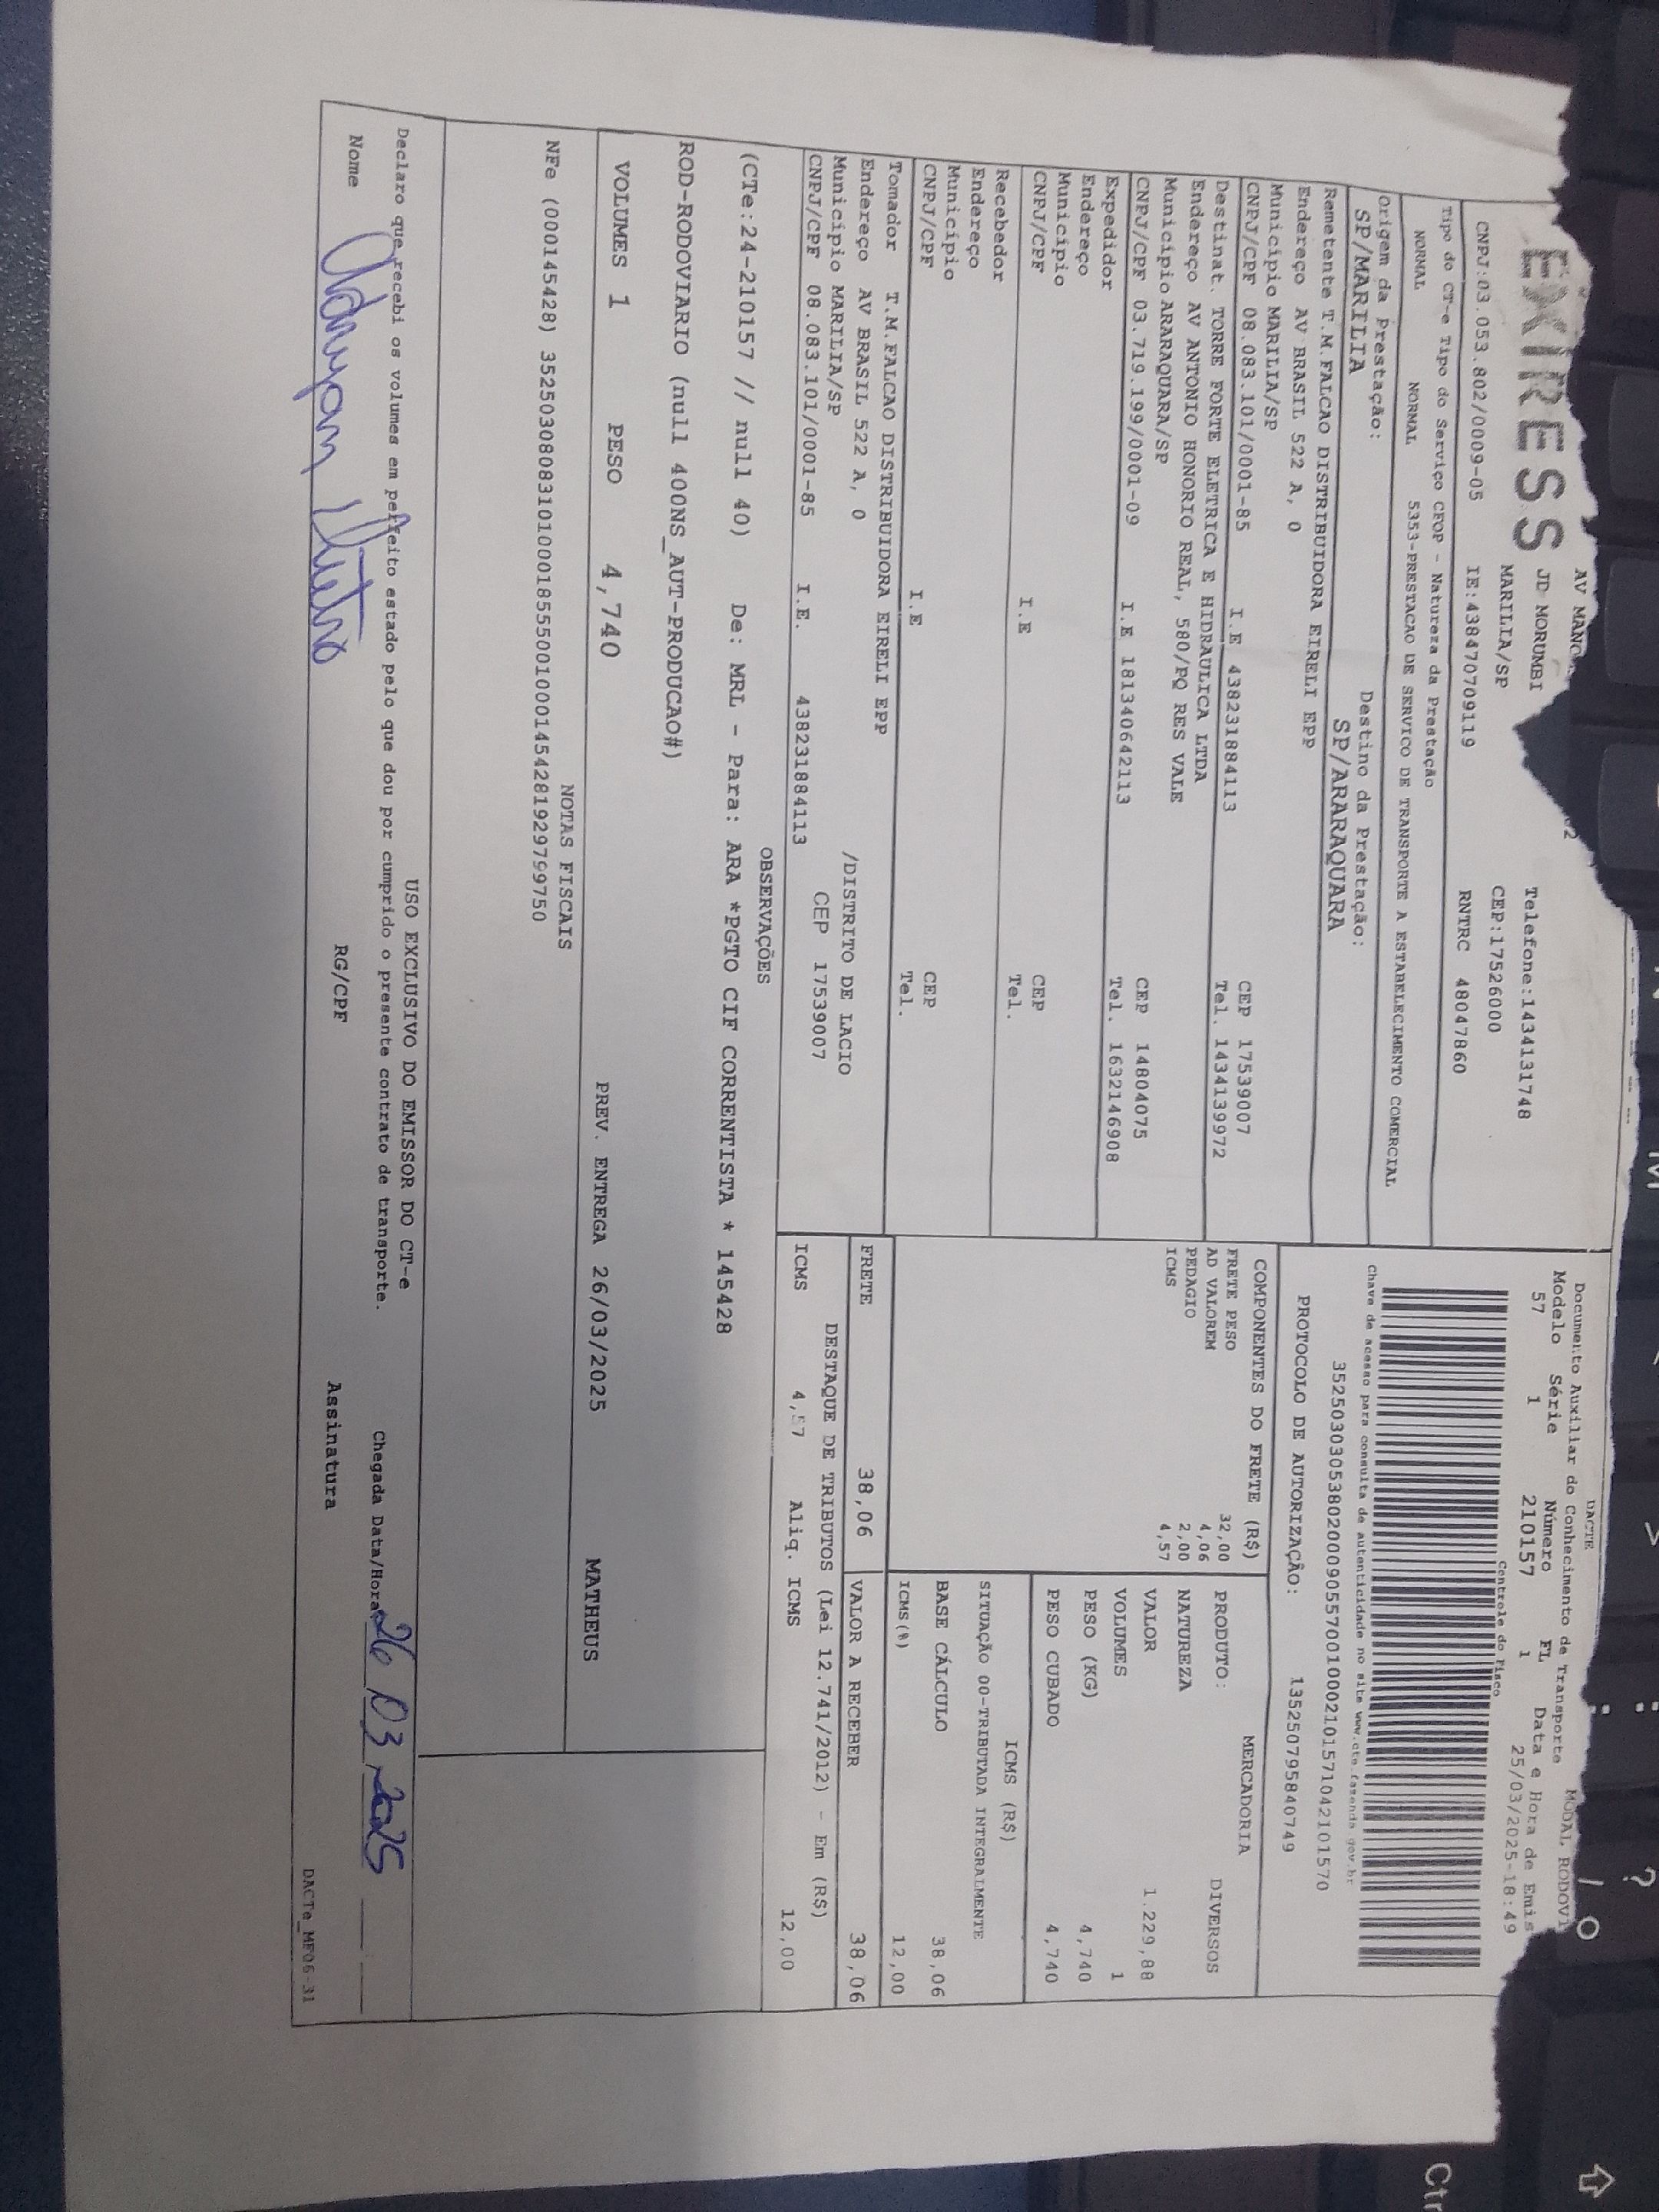 EXPRESS
AV MANO
JD MORUMBI
MARILIA/SP
Telefone:1434131748
CEP:17526000
CNPJ:03.053.802/0009-05 IE:438470709119 RNTRC 48047860
Tipo do CT-e Tipo do Serviço CFOP - Natureza da Prestação
NORMAL NORMAL 5353-PRESTACAO DE SERVICO DE TRANSPORTE A ESTABELECIMENTO COMERCIAL
Origem da Prestação: Destino da Prestação:
SP/MARILIA SP/ARARAQUARA
Remetente T.M.FALCAO DISTRIBUIDORA EIRELI EPP
Endereço AV BRASIL 522 A, 0
Município MARILIA/SP CEP 17539007
CNPJ/CPF 08.083.101/0001-85 I.E 438231884113 Tel. 1434139972
Destinat. TORRE FORTE ELETRICA E HIDRAULICA LTDA
Endereço AV ANTONIO HONORIO REAL, 580/PQ RES VALE
Município ARARAQUARA/SP CEP 14804075
CNPJ/CPF 03.719.199/0001-09 I.E 181340642113 Tel. 1632146908
Expedidor
Endereço
Município CEP
CNPJ/CPF I.E Tel.
Recebedor
Endereço
Município CEP
CNPJ/CPF I.E Tel.
Tomador T.M.FALCAO DISTRIBUIDORA EIRELI EPP
Endereço AV BRASIL 522 A, 0 /DISTRITO DE LACIO
Município MARILIA/SP CEP 17539007
CNPJ/CPF 08.083.101/0001-85 I.E. 438231884113
DACTE
Documento Auxiliar do Conhecimento de Transporte
MODAL RODOVI
Modelo Série Número FL Data e Hora de Emis
57 1 210157 1 25/03/2025-18:49
Controle do Fisco
Chave de acesso para consulta de autenticidade no site www.cte.fazenda.gov.br
35250303053802000905570010002101571042101570
PROTOCOLO DE AUTORIZAÇÃO: 135250795840749
COMPONENTES DO FRETE (R$)
FRETE PESO 32,00
AD VALOREM 4,06
PEDAGIO 2,00
ICMS 4,57
MERCADORIA
PRODUTO: DIVERSOS
NATUREZA
VALOR 1.229,88
VOLUMES 1
PESO (KG) 4,740
PESO CUBADO 4,740
ICMS (R$)
SITUAÇÃO 00-TRIBUTADA INTEGRALMENTE
BASE CÁLCULO 38,06
ICMS(%) 12,00
FRETE 38,06 VALOR A RECEBER 38,06
DESTAQUE DE TRIBUTOS (Lei 12.741/2012) - Em (R$)
ICMS 4,57 Aliq. ICMS 12,00
OBSERVAÇÕES
(CTe:24-210157 // null 40) De: MRL - Para: ARA *PGTO CIF CORRENTISTA * 145428
ROD-RODOVIARIO (null 400NS_AUT-PRODUCAO#)
VOLUMES 1 PESO 4,740 PREV. ENTREGA 26/03/2025 MATHEUS
NOTAS FISCAIS
NFe (000145428) 35250308083101000185550010001454281929799750
USO EXCLUSIVO DO EMISSOR DO CT-e
Declaro que recebi os volumes em perfeito estado pelo que dou por cumprido o presente contrato de transporte. Chegada Data/Hora 26 03 2025
Nome RG/CPF Assinatura
DACTe_MF06-31